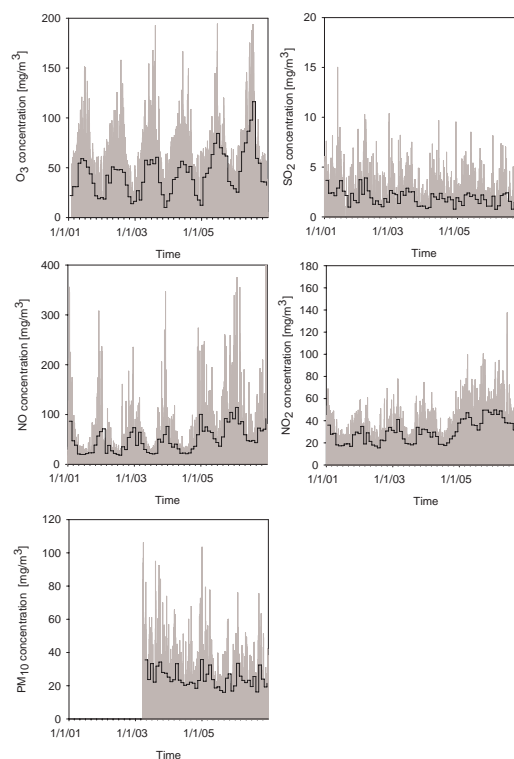 O3 concentration [mg/m3]
200
150
100
50
0
1/1/01 1/1/03 1/1/05
Time
SO2 concentration [mg/m3]
20
15
10
5
0
1/1/01 1/1/03 1/1/05
Time
NO concentration [mg/m3]
400
300
200
100
0
1/1/01 1/1/03 1/1/05
Time
NO2 concentration [mg/m3]
180
160
140
120
100
80
60
40
20
0
1/1/01 1/1/03 1/1/05
Time
PM10 concentration [mg/m3]
120
100
80
60
40
20
0
1/1/01 1/1/03 1/1/05
Time